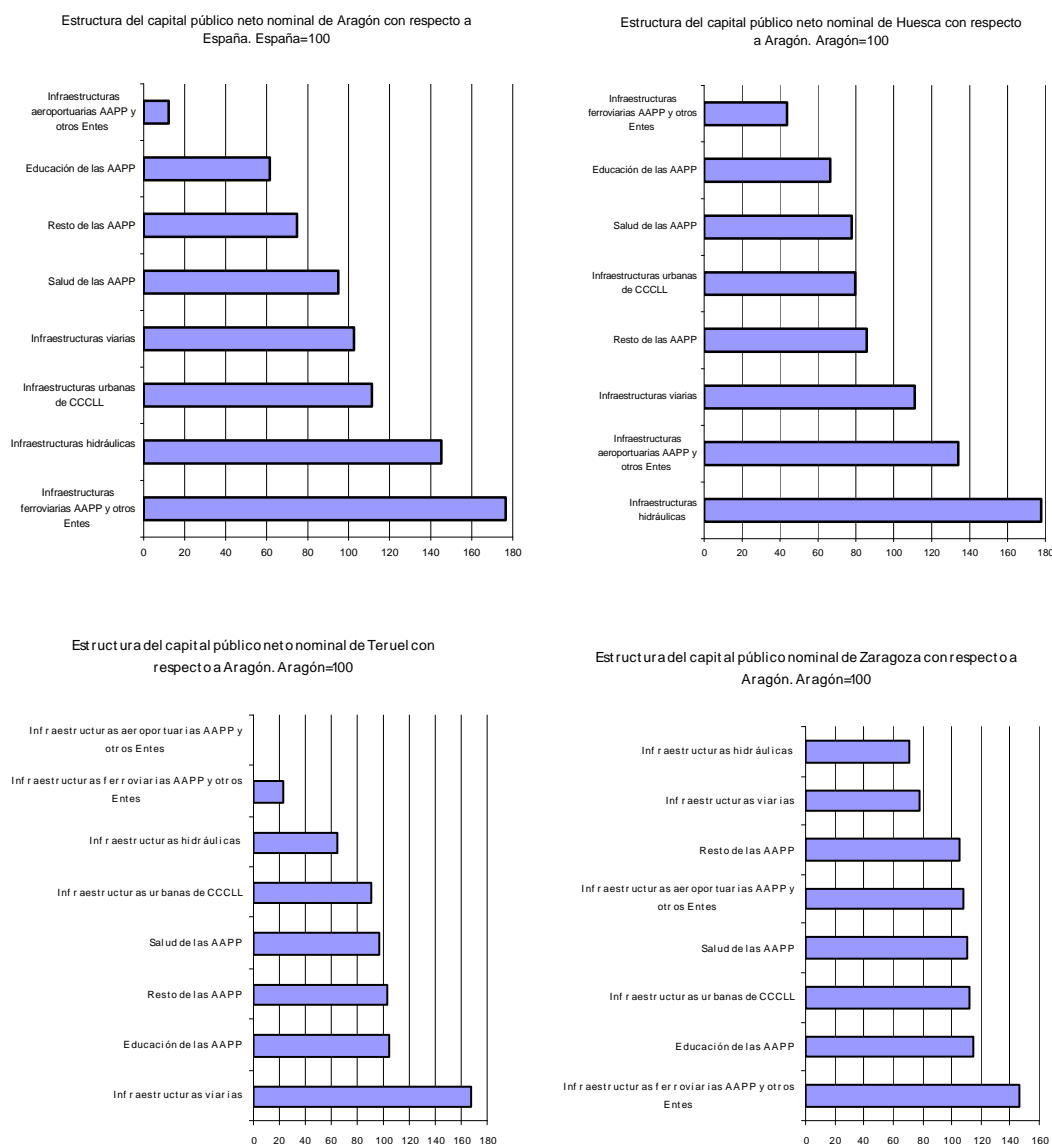 Estructura del capital público neto nominal de Aragón con respecto a
España. España=100
Infraestructuras
aeroportuarias AAPP y
otros Entes
Educación de las AAPP
Resto de las AAPP
Salud de las AAPP
Infraestructuras viarias
Infraestructuras urbanas
de CCCLL
Infraestructuras hidráulicas
Infraestructuras
ferroviarias AAPP y otros
Entes
0 20 40 60 80 100 120 140 160 180
Estructura del capital público neto nominal de Huesca con respecto
a Aragón. Aragón=100
Infraestructuras
ferroviarias AAPP y otros
Entes
Educación de las AAPP
Salud de las AAPP
Infraestructuras urbanas
de CCCLL
Resto de las AAPP
Infraestructuras viarias
Infraestructuras
aeroportuarias AAPP y
otros Entes
Infraestructuras
hidráulicas
0 20 40 60 80 100 120 140 160 180
Estructura del capital público neto nominal de Teruel con
respecto a Aragón. Aragón=100
Infraestructuras aeroportuarias AAPP y
otros Entes
Infraestructuras ferroviarias AAPP y otros
Entes
Infraestructuras hidráulicas
Infraestructuras urbanas de CCCLL
Salud de las AAPP
Resto de las AAPP
Educación de las AAPP
Infraestructuras viarias
0 20 40 60 80 100 120 140 160 180
Estructura del capital público nominal de Zaragoza con respecto a
Aragón. Aragón=100
Infraestructuras hidráulicas
Infraestructuras viarias
Resto de las AAPP
Infraestructuras aeroportuarias AAPP y
otros Entes
Salud de las AAPP
Infraestructuras urbanas de CCCLL
Educación de las AAPP
Infraestructuras ferroviarias AAPP y otros
Entes
0 20 40 60 80 100 120 140 160